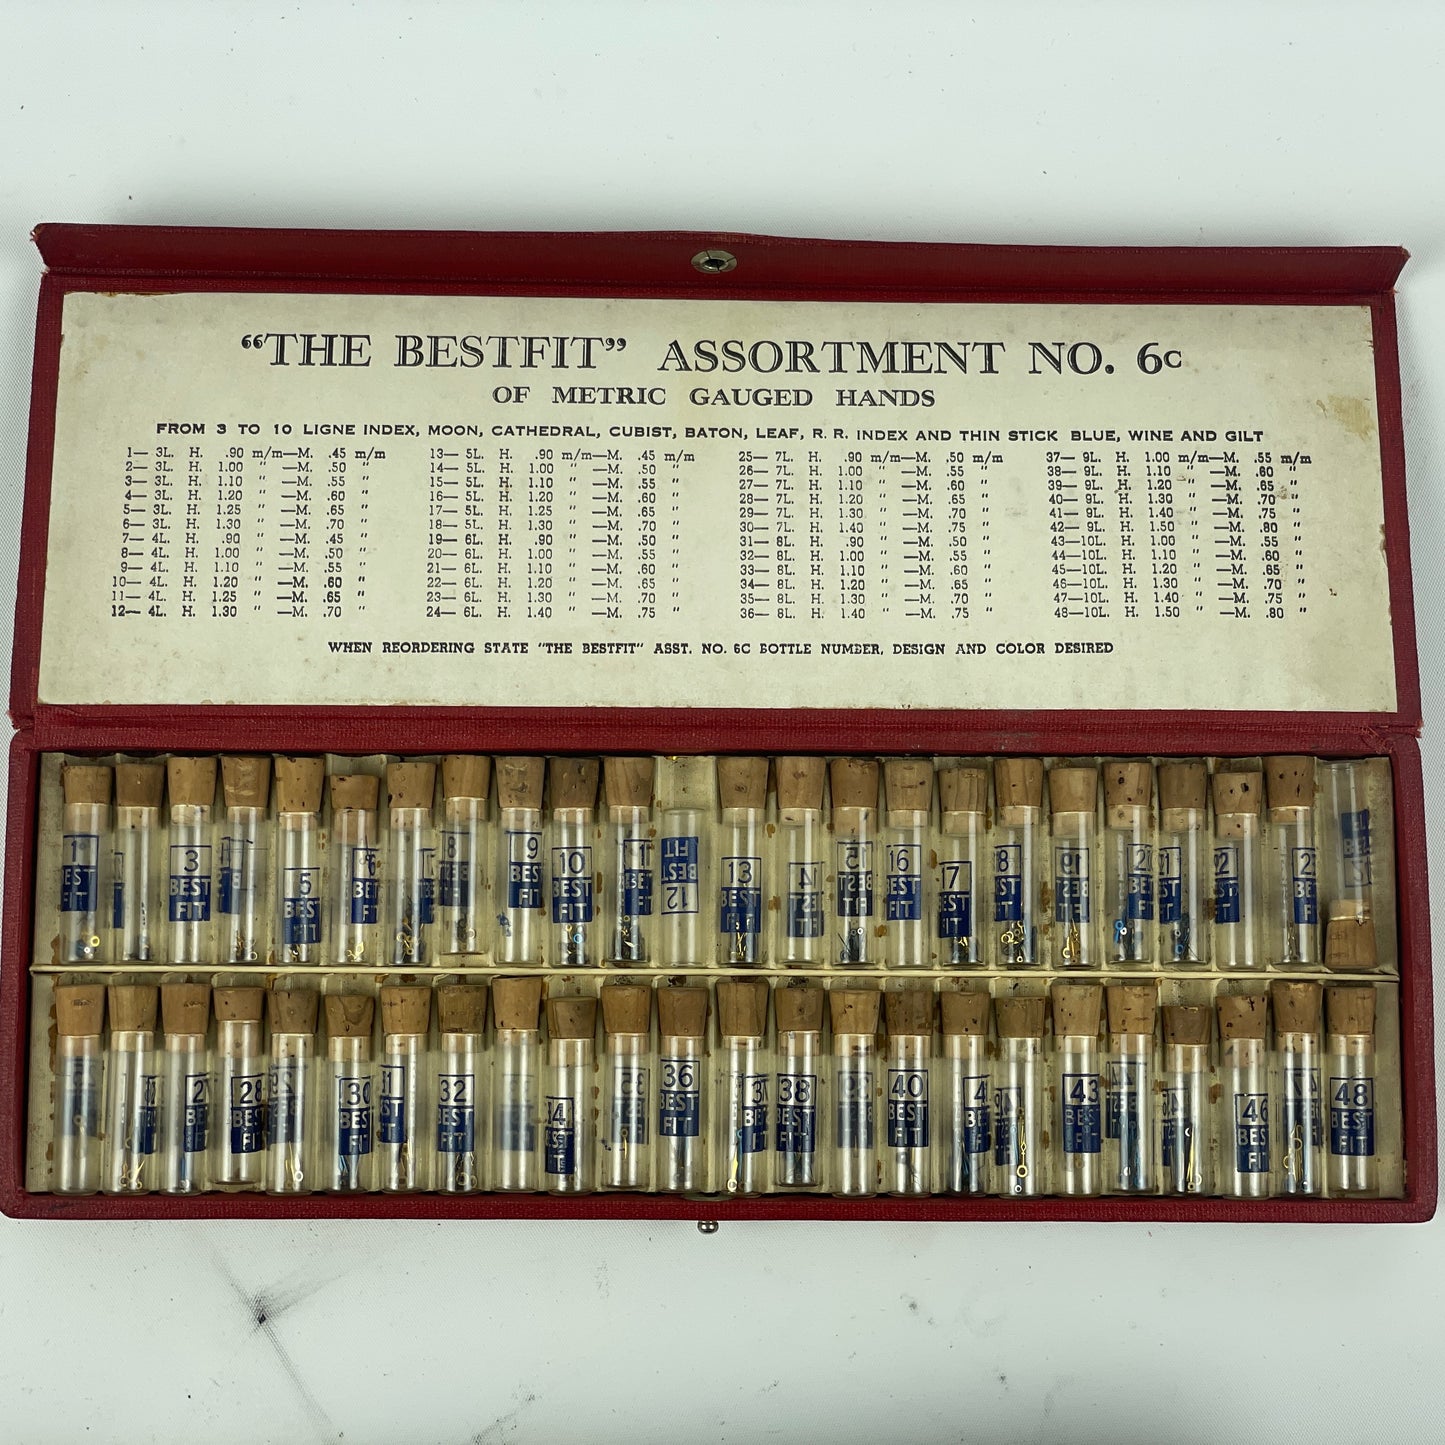 “THE BESTFIT” ASSORTMENT NO. 6C
OF METRIC GAUGED HANDS
FROM 3 TO 10 LIGNE INDEX, MOON, CATHEDRAL, CUBIST, BATON, LEAF, R. R. INDEX AND THIN STICK BLUE, WINE AND GILT
1— 3L. H. .90 m/m—M. .45 m/m
2— 3L. H. 1.00 " —M. .50 "
3— 3L. H. 1.10 " —M. .55 "
4— 3L. H. 1.20 " —M. .60 "
5— 3L. H. 1.25 " —M. .65 "
6— 3L. H. 1.30 " —M. .70 "
7— 4L. H. .90 " —M. .45 "
8— 4L. H. 1.00 " —M. .50 "
9— 4L. H. 1.10 " —M. .55 "
10— 4L. H. 1.20 " —M. .60 "
11— 4L. H. 1.25 " —M. .65 "
12— 4L. H. 1.30 " —M. .70 "
13— 5L. H. .90 m/m—M. .45 m/m
14— 5L. H. 1.00 " —M. .50 "
15— 5L. H. 1.10 " —M. .55 "
16— 5L. H. 1.20 " —M. .60 "
17— 5L. H. 1.25 " —M. .65 "
18— 5L. H. 1.30 " —M. .70 "
19— 6L. H. .90 " —M. .50 "
20— 6L. H. 1.00 " —M. .55 "
21— 6L. H. 1.10 " —M. .60 "
22— 6L. H. 1.20 " —M. .65 "
23— 6L. H. 1.30 " —M. .70 "
24— 6L. H. 1.40 " —M. .75 "
25— 7L. H. .90 m/m—M. .50 m/m
26— 7L. H. 1.00 " —M. .55 "
27— 7L. H. 1.10 " —M. .60 "
28— 7L. H. 1.20 " —M. .65 "
29— 7L. H. 1.30 " —M. .70 "
30— 7L. H. 1.40 " —M. .75 "
31— 8L. H. .90 " —M. .50 "
32— 8L. H. 1.00 " —M. .55 "
33— 8L. H. 1.10 " —M. .60 "
34— 8L. H. 1.20 " —M. .65 "
35— 8L. H. 1.30 " —M. .70 "
36— 8L. H. 1.40 " —M. .75 "
37— 9L. H. 1.00 m/m—M. .55 m/m
38— 9L. H. 1.10 " —M. .60 "
39— 9L. H. 1.20 " —M. .65 "
40— 9L. H. 1.30 " —M. .70 "
41— 9L. H. 1.40 " —M. .75 "
42— 9L. H. 1.50 " —M. .80 "
43—10L. H. 1.00 " —M. .55 "
44—10L. H. 1.10 " —M. .60 "
45—10L. H. 1.20 " —M. .65 "
46—10L. H. 1.30 " —M. .70 "
47—10L. H. 1.40 " —M. .75 "
48—10L. H. 1.50 " —M. .80 "
WHEN REORDERING STATE "THE BESTFIT" ASST. NO. 6C BOTTLE NUMBER, DESIGN AND COLOR DESIRED
3
BEST
FIT
5
BEST
9
BEST
FIT
10
BEST
FIT
12
BEST
FIT
13
BEST
FIT
16
BEST
FIT
28
BEST
FIT
30
BEST
FIT
32
BEST
FIT
36
BEST
FIT
38
BEST
FIT
40
BEST
FIT
43
BEST
FIT
46
BEST
FIT
48
BEST
FIT